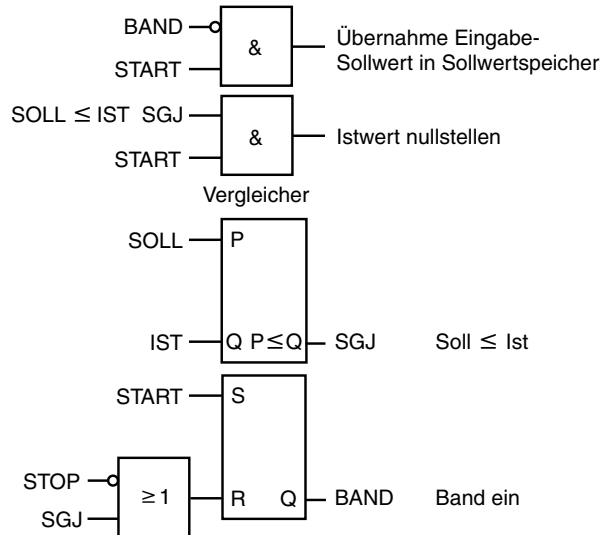 BAND
&
START
Übernahme Eingabe-
Sollwert in Sollwertspeicher
SOLL ≤ IST SGJ
&
START
Istwert nullstellen
Vergleicher
SOLL P
IST Q P≤Q SGJ Soll ≤ Ist
START S
STOP
≥1
SGJ
R Q BAND Band ein